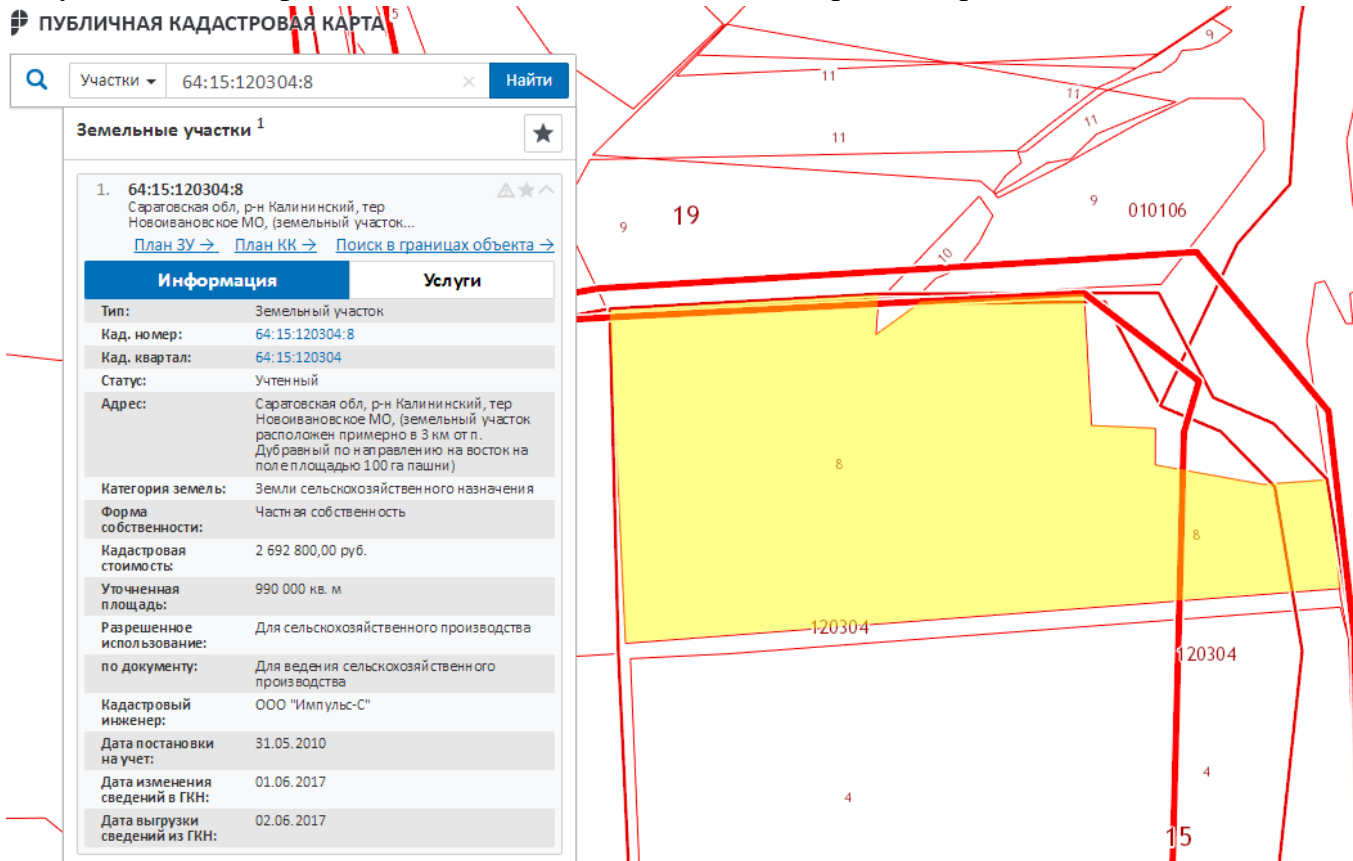 ПУБЛИЧНАЯ КАДАСТРОВАЯ КАРТА
Участки
64:15:120304:8
×
Найти
Земельные участки 1
1. 64:15:120304:8
Саратовская обл, р-н Калининский, тер
Новоивановское МО, (земельный участок...
План ЗУ → План КК → Поиск в границах объекта →
Информация Услуги
Тип: Земельный участок
Кад. номер: 64:15:120304:8
Кад. квартал: 64:15:120304
Статус: Учтенный
Адрес: Саратовская обл, р-н Калининский, тер
Новоивановское МО, (земельный участок
расположен примерно в 3 км от п.
Дубравный по направлению на восток на
поле площадью 100 га пашни)
Категория земель: Земли сельскохозяйственного назначения
Форма Частная собственность
собственности:
Кадастровая 2 692 800,00 руб.
стоимость:
Уточненная 990 000 кв. м
площадь:
Разрешенное Для сельскохозяйственного производства
использование:
по документу: Для ведения сельскохозяйственного
производства
Кадастровый ООО "Импульс-С"
инженер:
Дата постановки 31.05.2010
на учет:
Дата изменения 01.06.2017
сведений в ГКН:
Дата выгрузки 02.06.2017
сведений из ГКН:
5
9
11
11
11
11
9
19
9
010106
10
8
8
120304
120304
4
4
15